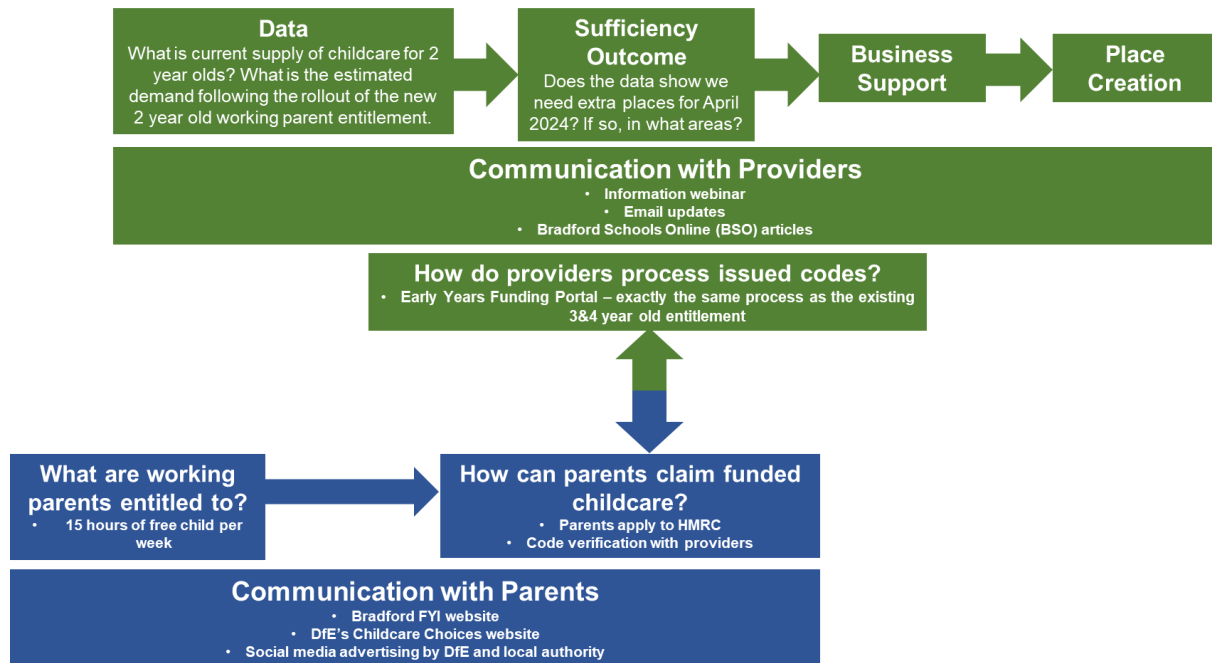 Data
What is current supply of childcare for 2
year olds? What is the estimated
demand following the rollout of the new
2 year old working parent entitlement.
Sufficiency
Outcome
Does the data show we
need extra places for April
2024? If so, in what areas?
Business
Support
Place
Creation
Communication with Providers
• Information webinar
• Email updates
• Bradford Schools Online (BSO) articles
How do providers process issued codes?
• Early Years Funding Portal – exactly the same process as the existing
3&4 year old entitlement
What are working
parents entitled to?
• 15 hours of free child per
week
How can parents claim funded
childcare?
• Parents apply to HMRC
• Code verification with providers
Communication with Parents
• Bradford FYI website
• DfE's Childcare Choices website
• Social media advertising by DfE and local authority